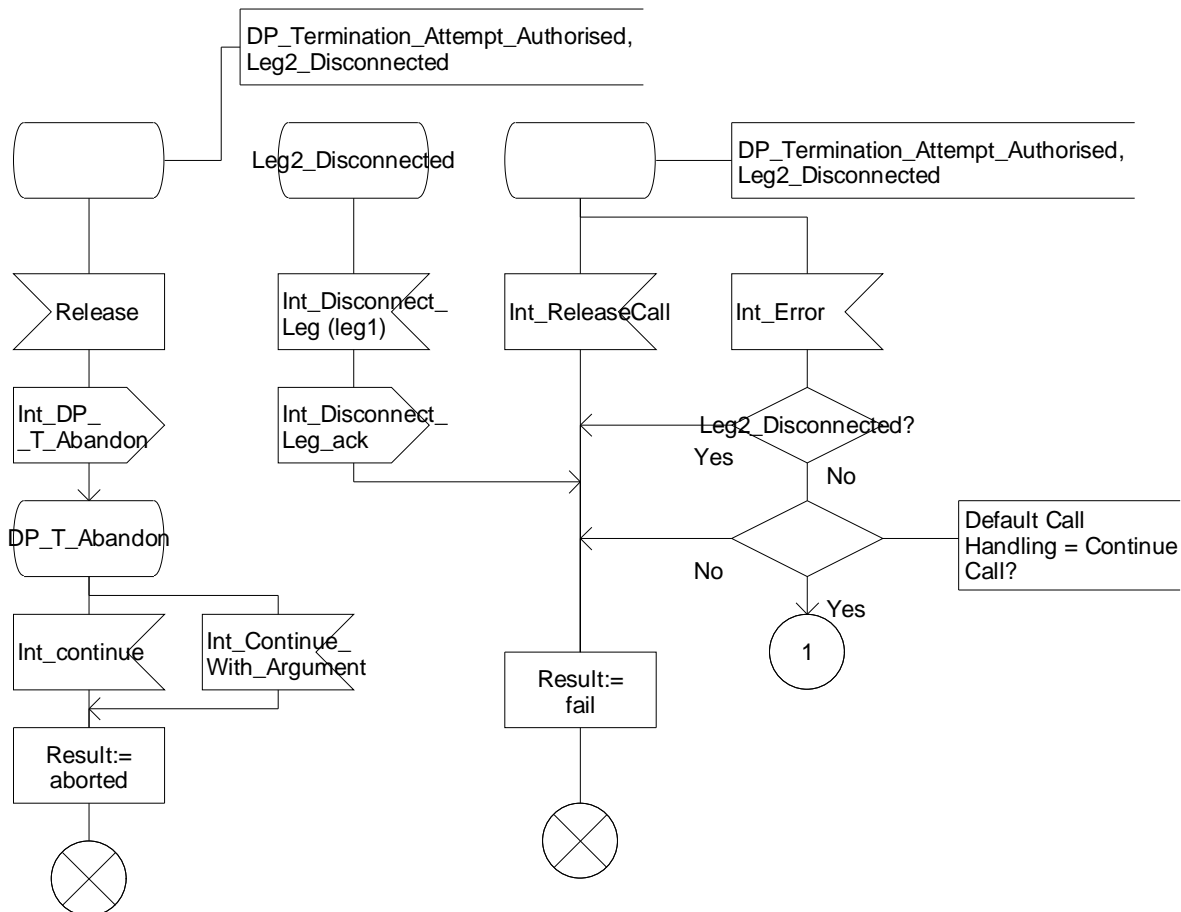 DP_Termination_Attempt_Authorised,
Leg2_Disconnected
Leg2_Disconnected
DP_Termination_Attempt_Authorised,
Leg2_Disconnected
Release
Int_Disconnect_
Leg (leg1)
Int_ReleaseCall
Int_Error
Int_DP_
_T_Abandon
Int_Disconnect_
Leg_ack
Leg2_Disconnected?
Yes
No
DP_T_Abandon
Default Call
Handling = Continue
Call?
No
Yes
Int_continue
Int_Continue_
With_Argument
1
Result:=
fail
Result:=
aborted